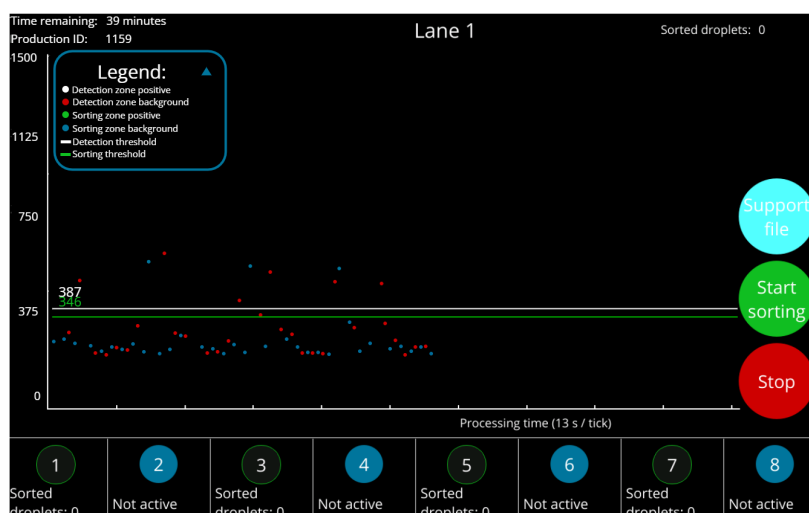 Time remaining: 39 minutes
Production ID: 1159
Lane 1
Sorted droplets: 0
1500
1125
750
375
0
Legend:
Detection zone positive
Detection zone background
Sorting zone positive
Sorting zone background
Detection threshold
Sorting threshold
387
346
Support file
Start sorting
Stop
Processing time (13 s / tick)
1
2
3
4
5
6
7
8
Sorted droplets: 0
Not active
Sorted droplets: 0
Not active
Sorted droplets: 0
Not active
Sorted droplets: 0
Not active